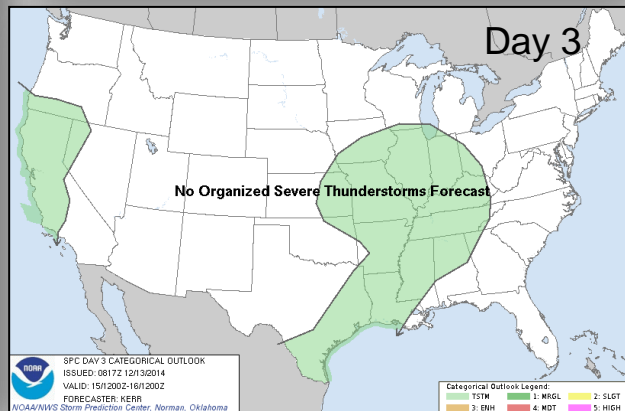 Day 3
No Organized Severe Thunderstorms Forecast
NOAA
SPC DAY 3 CATEGORICAL OUTLOOK
ISSUED: 0817Z 12/13/2014
VALID: 15/1200Z-16/1200Z
FORECASTER: KERR
NOAA/NWS Storm Prediction Center, Norman, Oklahoma
Categorical Outlook Legend:
TSTM 1: MRGL 2: SLGT
3: ENH 4: MDT 5: HIGH